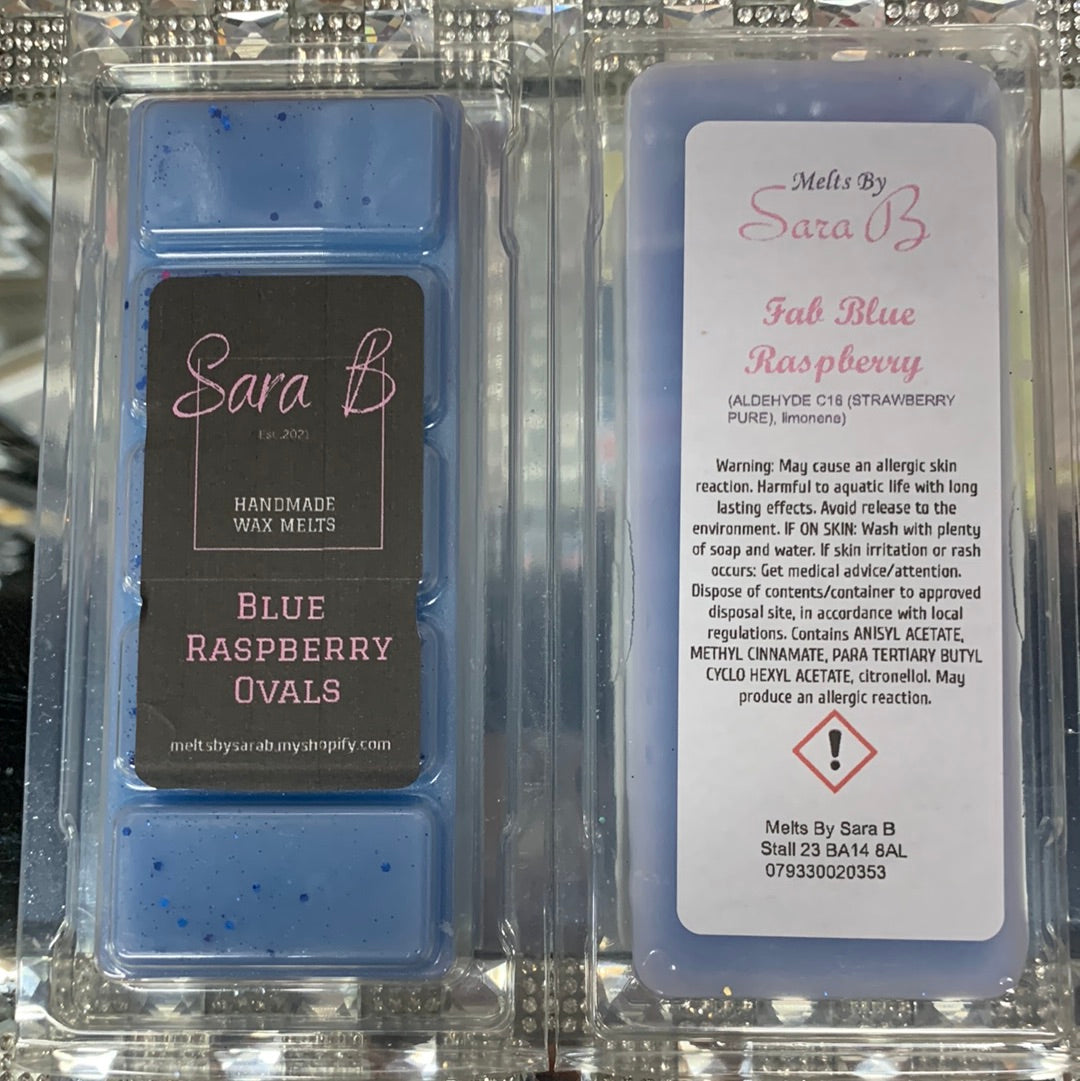 Sara B
Est.2021
HANDMADE
WAX MELTS
BLUE
RASPBERRY
OVALS
meltsbysarab.myshopify.com
Melts By
Sara B
Fab Blue
Raspberry
(ALDEHYDE C16 (STRAWBERRY
PURE), limonene)
Warning: May cause an allergic skin
reaction. Harmful to aquatic life with long
lasting effects. Avoid release to the
environment. IF ON SKIN: Wash with plenty
of soap and water. If skin irritation or rash
occurs: Get medical advice/attention.
Dispose of contents/container to approved
disposal site, in accordance with local
regulations. Contains ANISYL ACETATE,
METHYL CINNAMATE, PARA TERTIARY BUTYL
CYCLO HEXYL ACETATE, citronellol. May
produce an allergic reaction.
Melts By Sara B
Stall 23 BA14 8AL
079330020353